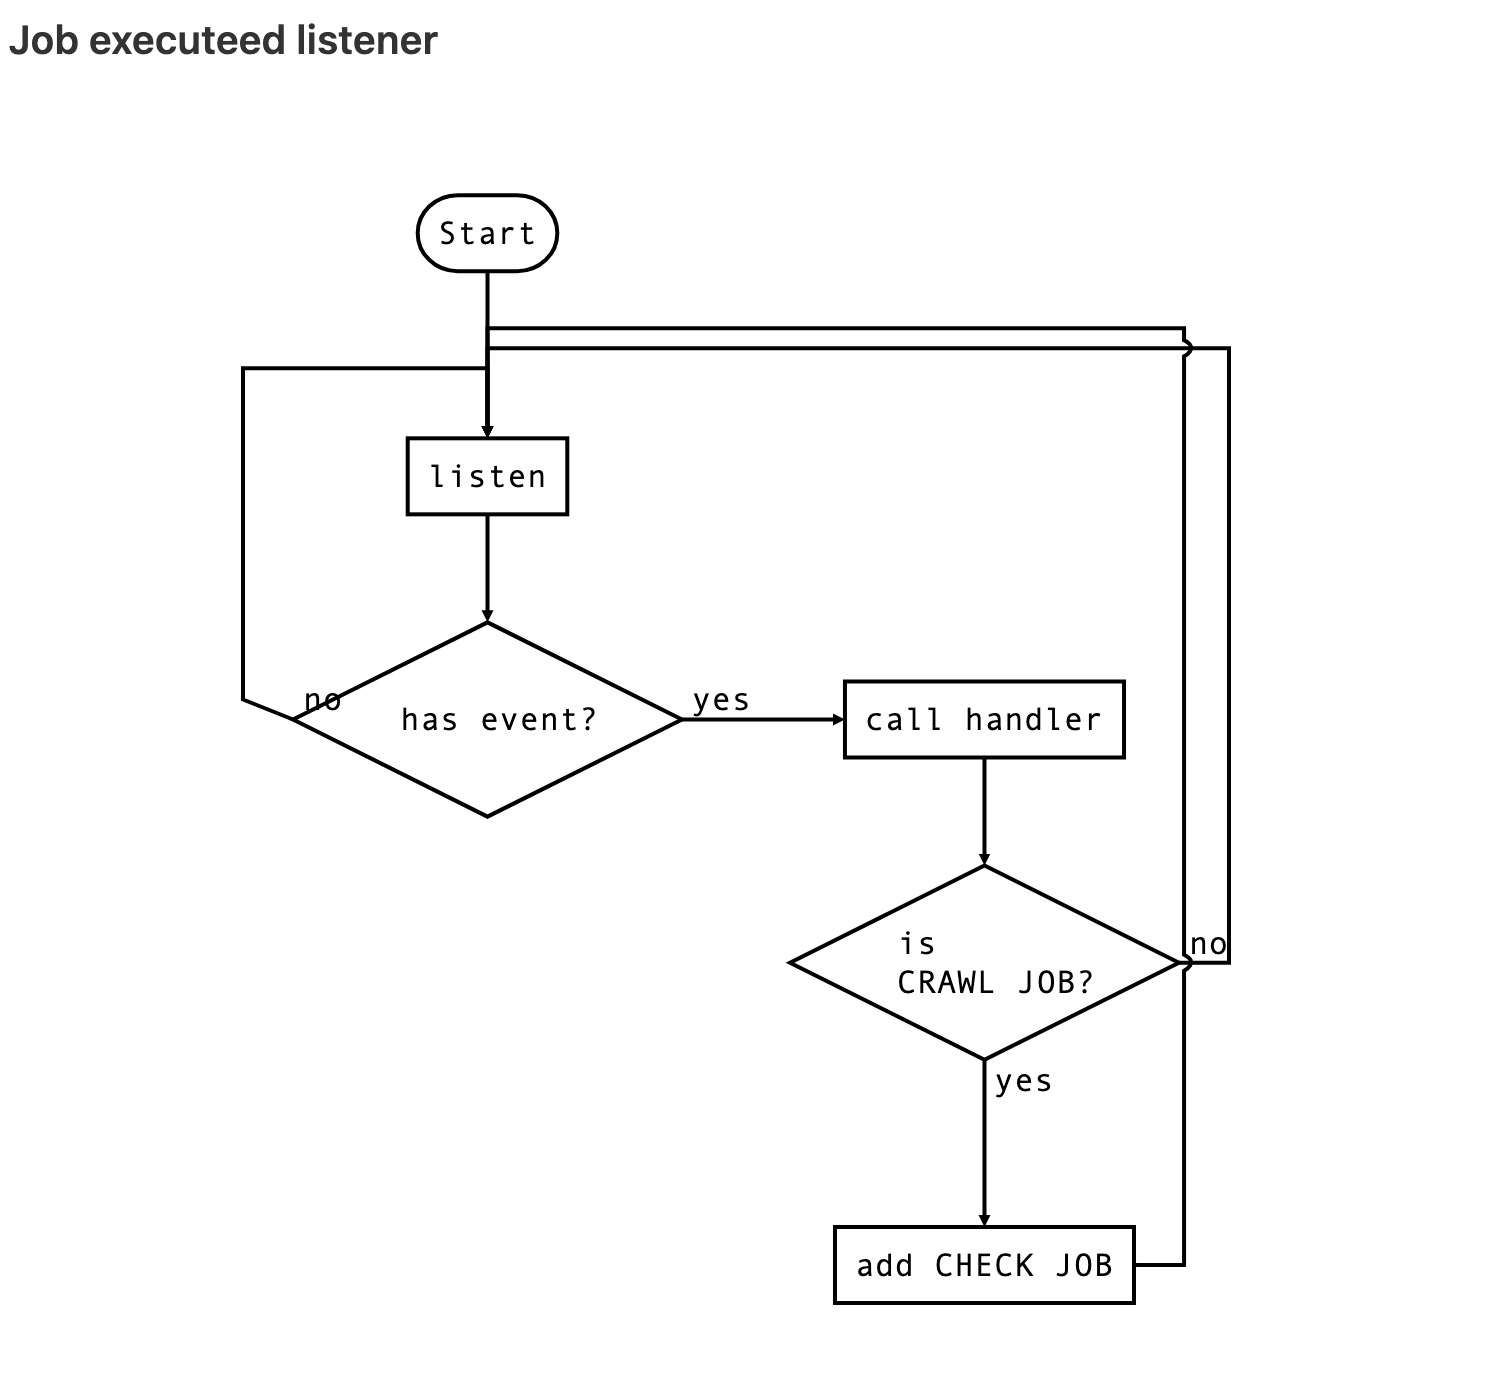 Job executeed listener
Start
listen
no
has event?
yes
call handler
is
CRAWL JOB?
no
yes
add CHECK JOB